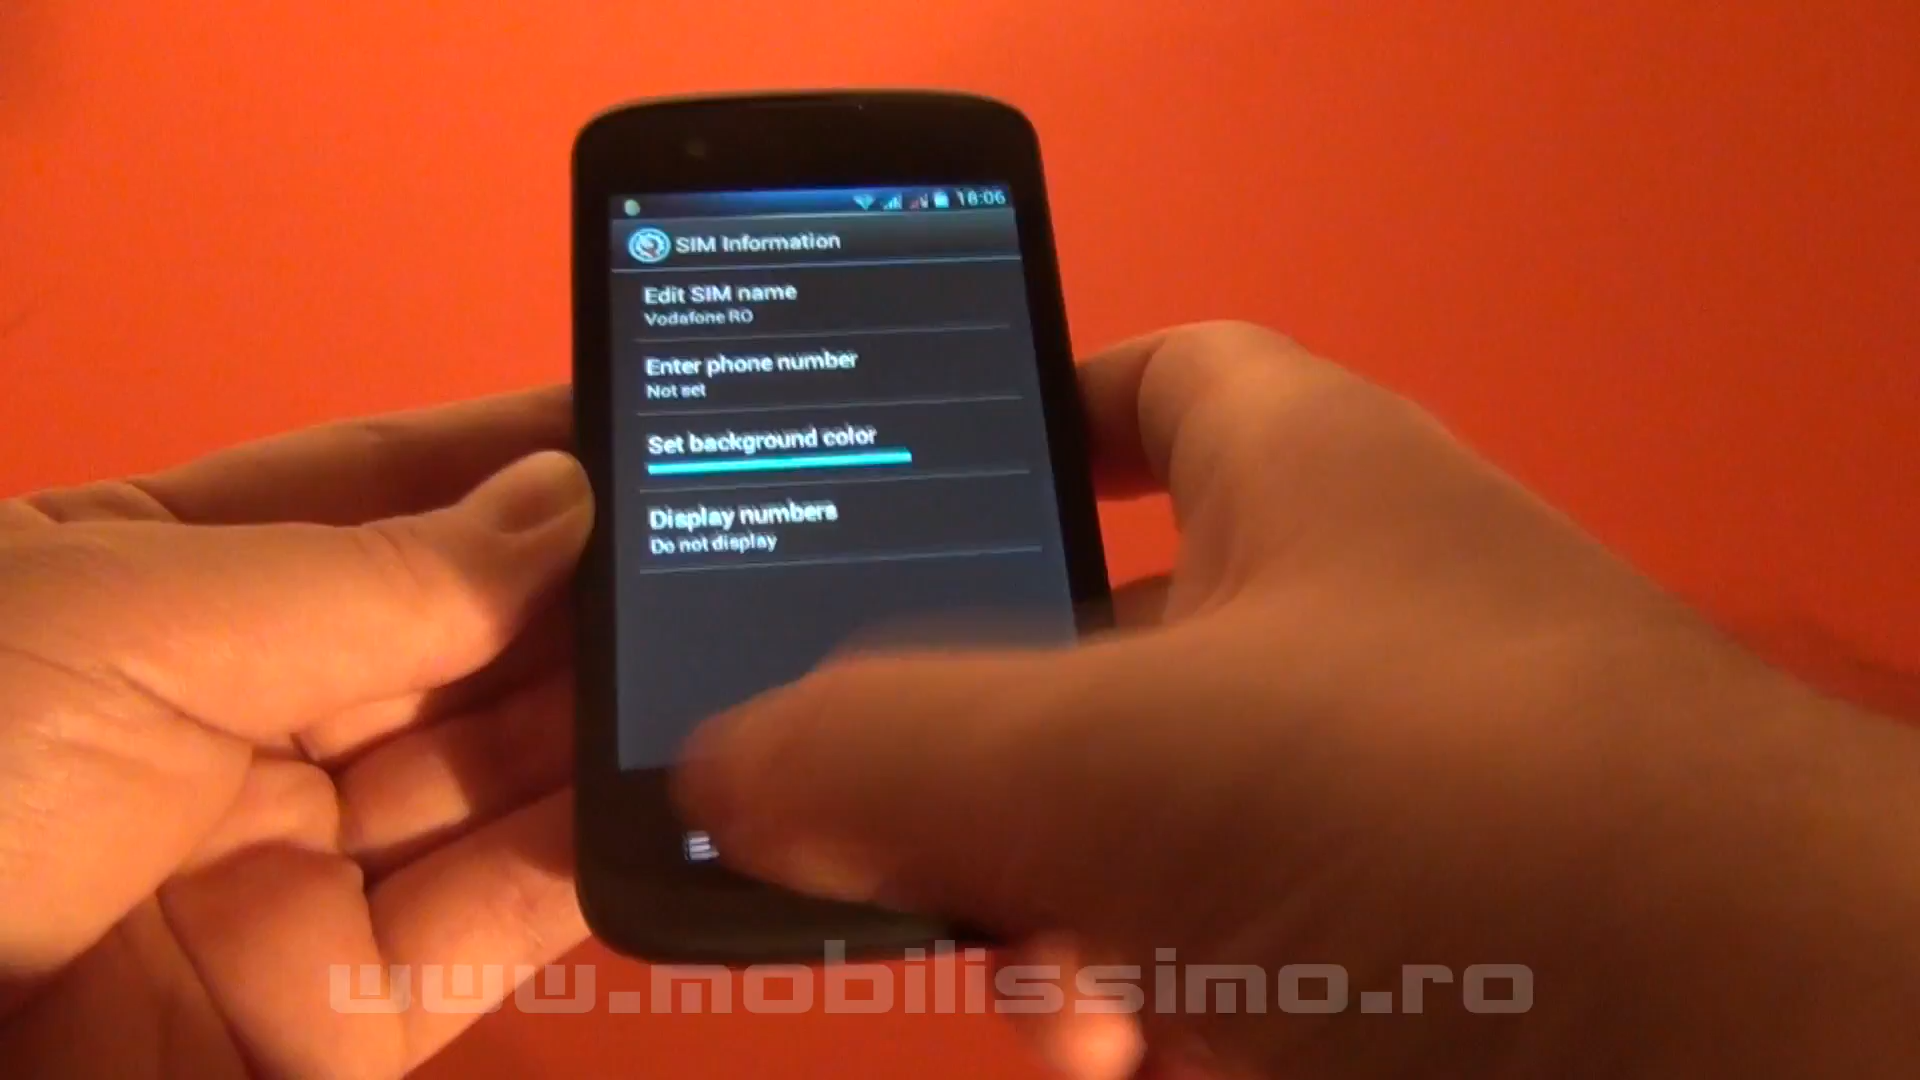 18:06
SIM Information
Edit SIM name
Vodafone RO
Enter phone number
Not set
Set background color
Display numbers
Do not display
www.mobilissimo.ro